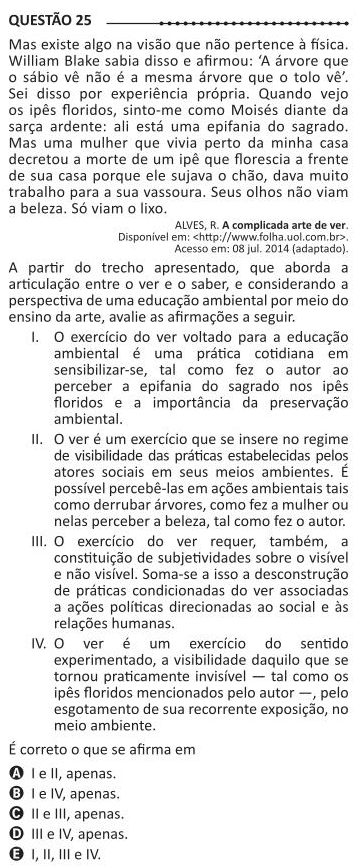 QUESTÃO 25
Mas existe algo na visão que não pertence à física.
William Blake sabia disso e afirmou: ‘A árvore que
o sábio vê não é a mesma árvore que o tolo vê’.
Sei disso por experiência própria. Quando vejo
os ipês floridos, sinto-me como Moisés diante da
sarça ardente: ali está uma epifania do sagrado.
Mas uma mulher que vivia perto da minha casa
decretou a morte de um ipê que florescia a frente
de sua casa porque ele sujava o chão, dava muito
trabalho para a sua vassoura. Seus olhos não viam
a beleza. Só viam o lixo.
ALVES, R. A complicada arte de ver.
Disponível em: <http://www.folha.uol.com.br>.
Acesso em: 08 jul. 2014 (adaptado).
A partir do trecho apresentado, que aborda a
articulação entre o ver e o saber, e considerando a
perspectiva de uma educação ambiental por meio do
ensino da arte, avalie as afirmações a seguir.
I. O exercício do ver voltado para a educação
ambiental é uma prática cotidiana em
sensibilizar-se, tal como fez o autor ao
perceber a epifania do sagrado nos ipês
floridos e a importância da preservação
ambiental.
II. O ver é um exercício que se insere no regime
de visibilidade das práticas estabelecidas pelos
atores sociais em seus meios ambientes. É
possível percebê-las em ações ambientais tais
como derrubar árvores, como fez a mulher ou
nelas perceber a beleza, tal como fez o autor.
III. O exercício do ver requer, também, a
constituição de subjetividades sobre o visível
e não visível. Soma-se a isso a desconstrução
de práticas condicionadas do ver associadas
a ações políticas direcionadas ao social e às
relações humanas.
IV. O ver é um exercício do sentido
experimentado, a visibilidade daquilo que se
tornou praticamente invisível — tal como os
ipês floridos mencionados pelo autor —, pelo
esgotamento de sua recorrente exposição, no
meio ambiente.
É correto o que se afirma em
A I e II, apenas.
B I e IV, apenas.
C II e III, apenas.
D III e IV, apenas.
E I, II, III e IV.